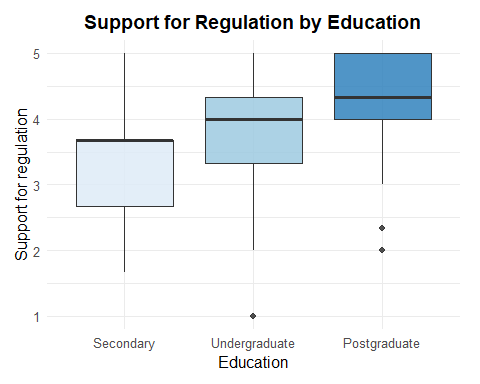 Support for Regulation by Education
Support for regulation
5
4
3
2
1
Secondary
Undergraduate
Postgraduate
Education